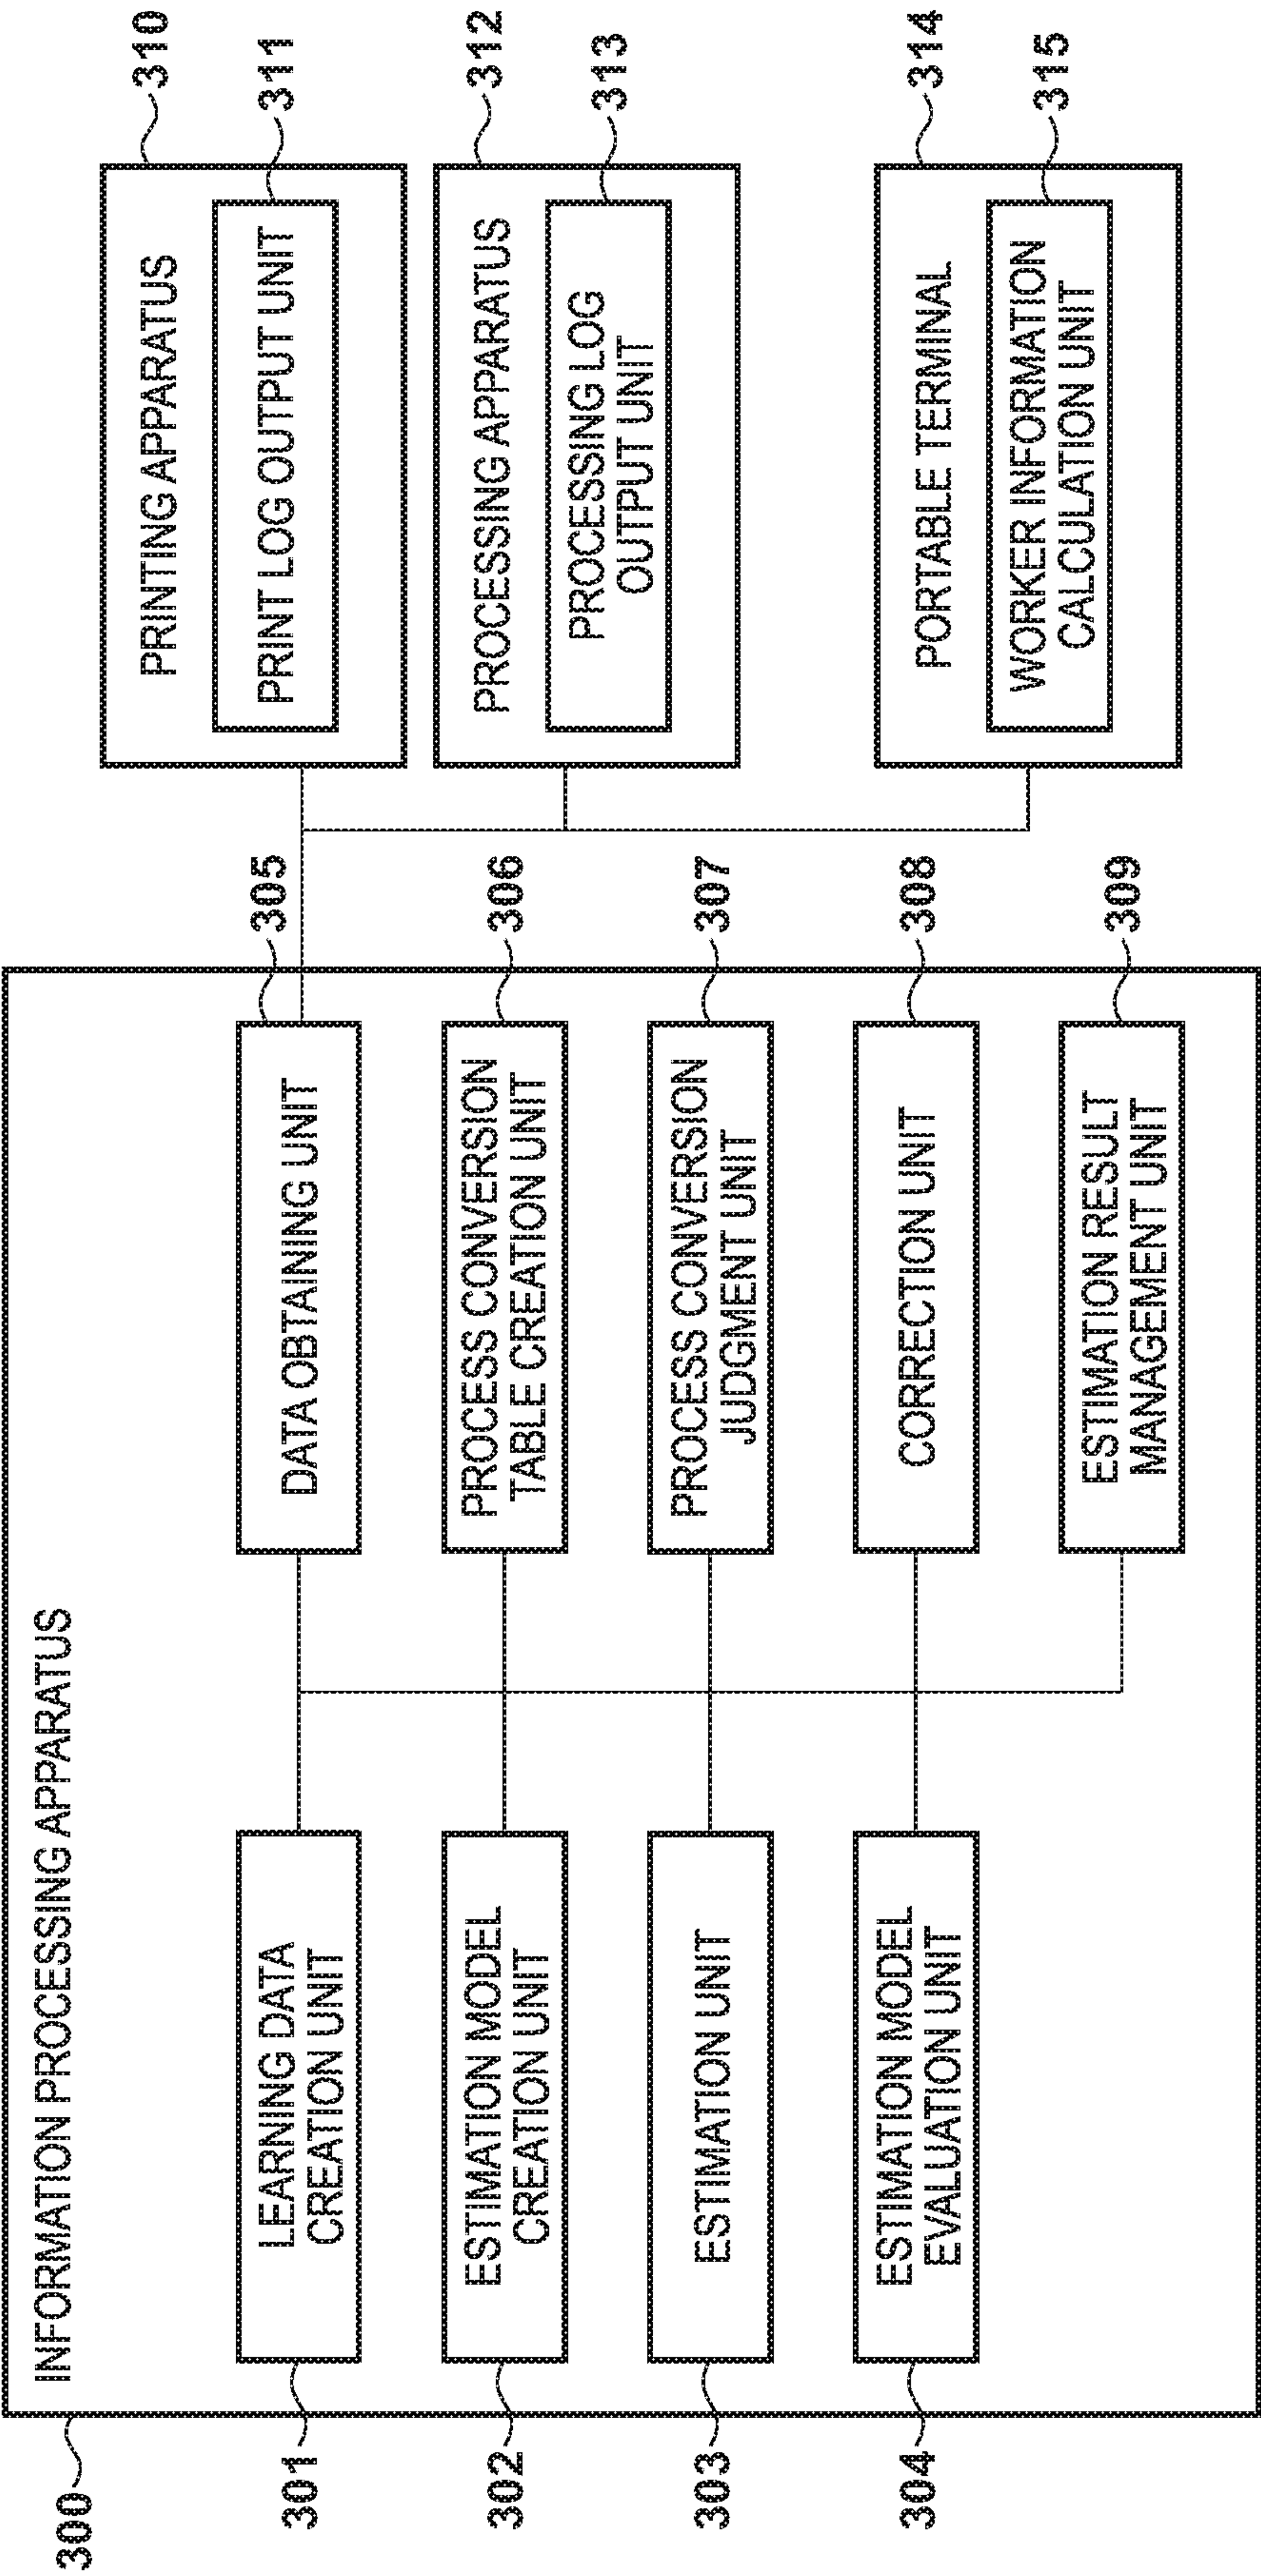 300
INFORMATION PROCESSING APPARATUS
301
LEARNING DATA
CREATION UNIT
302
ESTIMATION MODEL
CREATION UNIT
303
ESTIMATION UNIT
304
ESTIMATION MODEL
EVALUATION UNIT
305
DATA OBTAINING UNIT
306
PROCESS CONVERSION
TABLE CREATION UNIT
307
PROCESS CONVERSION
JUDGMENT UNIT
308
CORRECTION UNIT
309
ESTIMATION RESULT
MANAGEMENT UNIT
310
PRINTING APPARATUS
311
PRINT LOG OUTPUT UNIT
312
PROCESSING APPARATUS
313
PROCESSING LOG
OUTPUT UNIT
314
PORTABLE TERMINAL
315
WORKER INFORMATION
CALCULATION UNIT